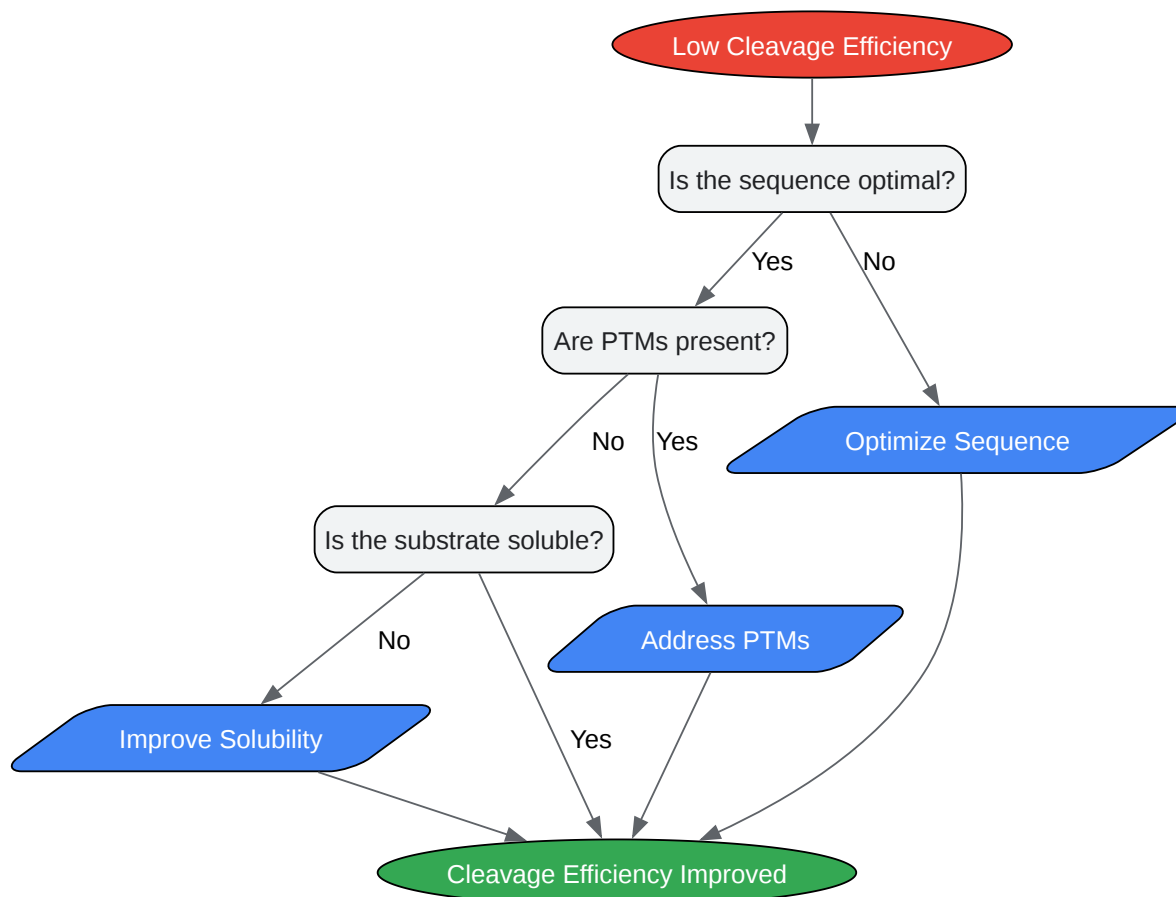 Low Cleavage Efficiency
Is the sequence optimal?
Yes
No
Are PTMs present?
No
Yes
Optimize Sequence
Is the substrate soluble?
No
Address PTMs
Improve Solubility
Yes
Cleavage Efficiency Improved